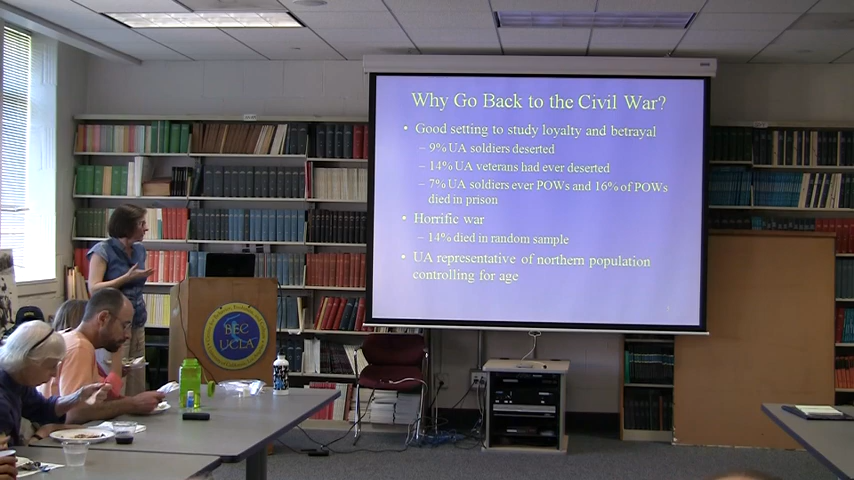 Why Go Back to the Civil War?
• Good setting to study loyalty and betrayal
– 9% UA soldiers deserted
– 14% UA veterans had ever deserted
– 7% UA soldiers ever POWs and 16% of POWs
died in prison
• Horrific war
– 14% died in random sample
• UA representative of northern population
controlling for age
BEC
UCLA